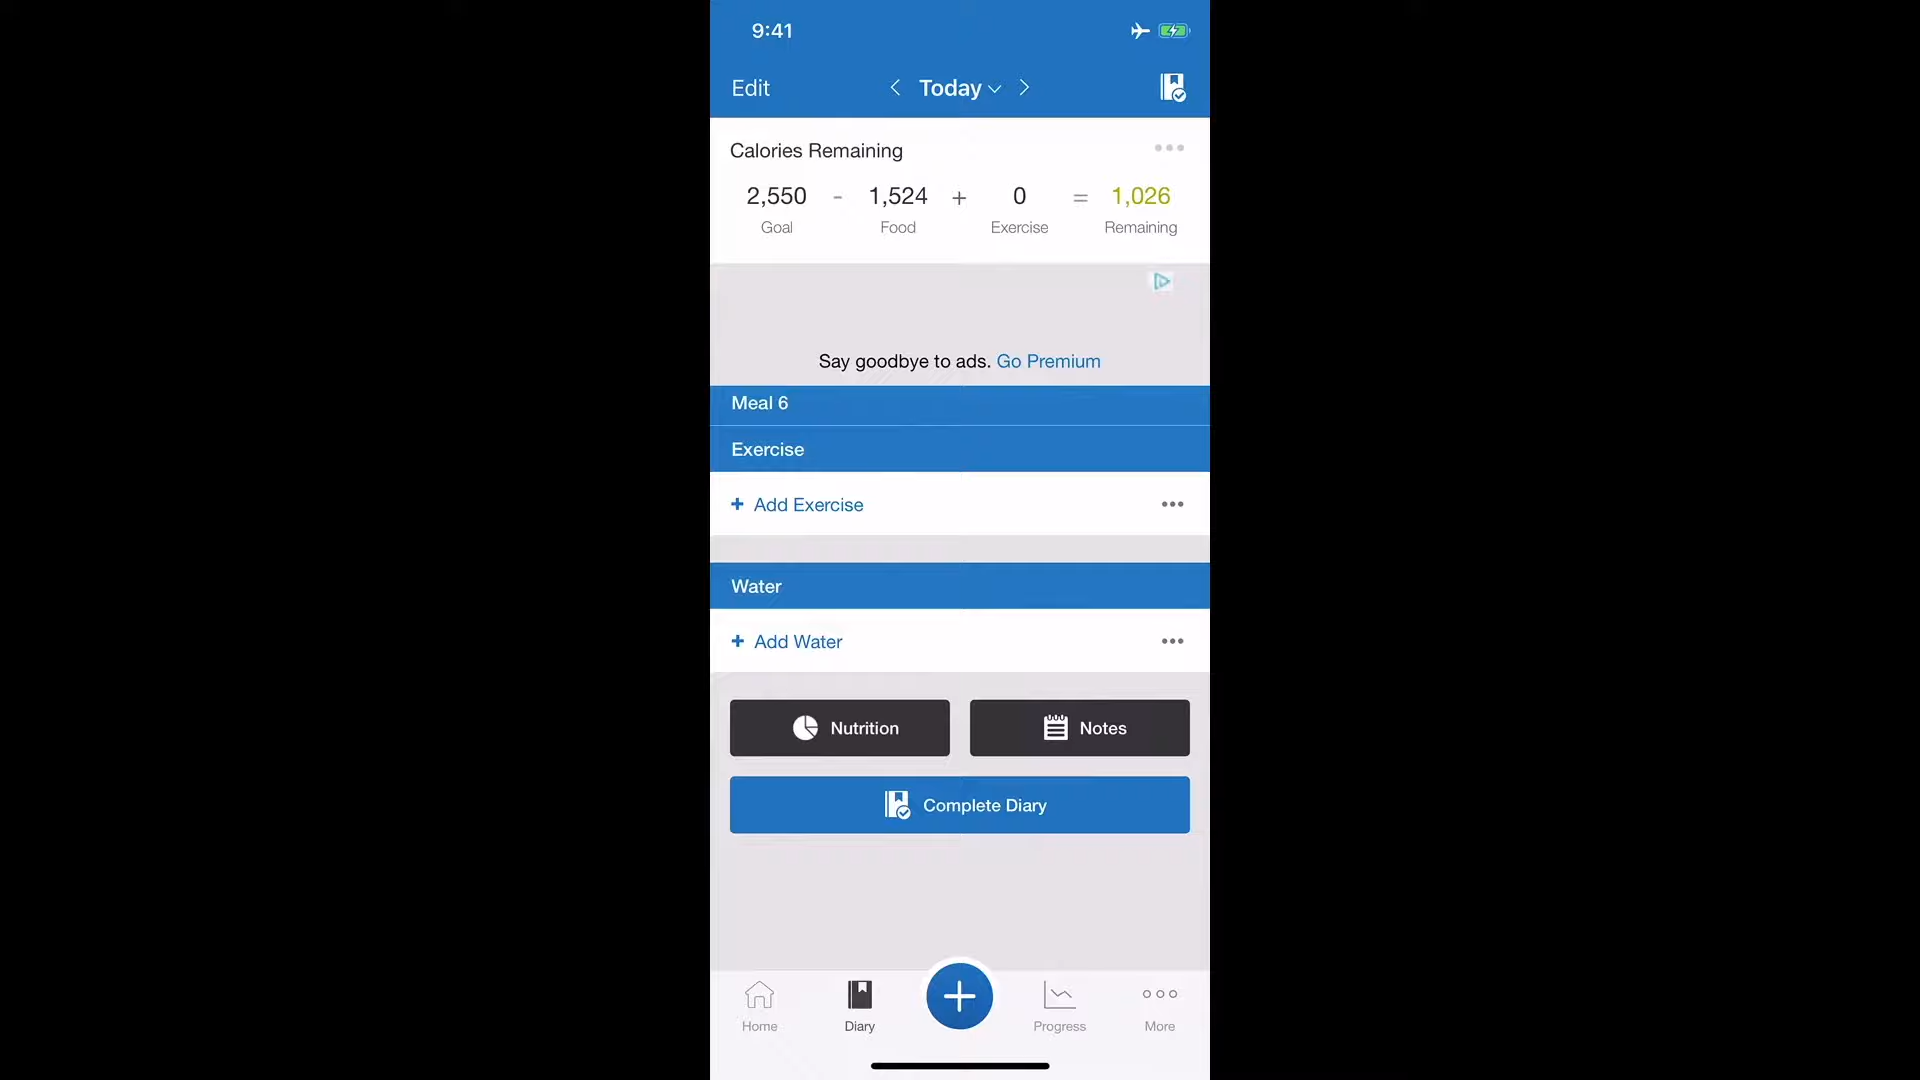 9:41
Edit
Today
Calories Remaining
2,550 - 1,524 + 0 = 1,026
Goal Food Exercise Remaining
Say goodbye to ads. Go Premium
Meal 6
Exercise
+ Add Exercise
Water
+ Add Water
Nutrition Notes
Complete Diary
Home Diary Progress More